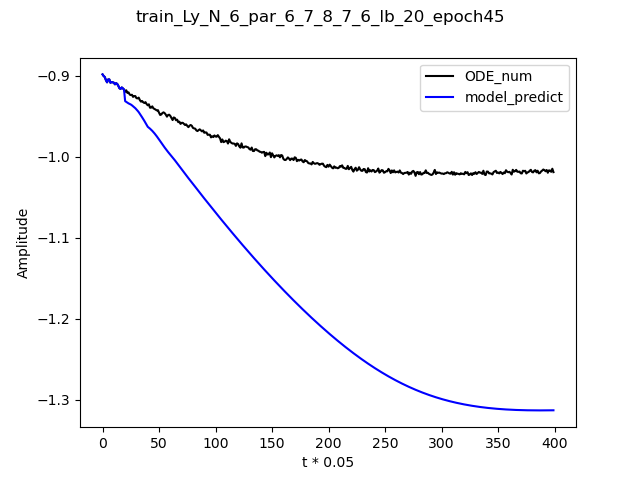 train_Ly_N_6_par_6_7_8_7_6_lb_20_epoch45
ODE_num
model_predict
Amplitude
−0.9
−1.0
−1.1
−1.2
−1.3
0 50 100 150 200 250 300 350 400
t * 0.05